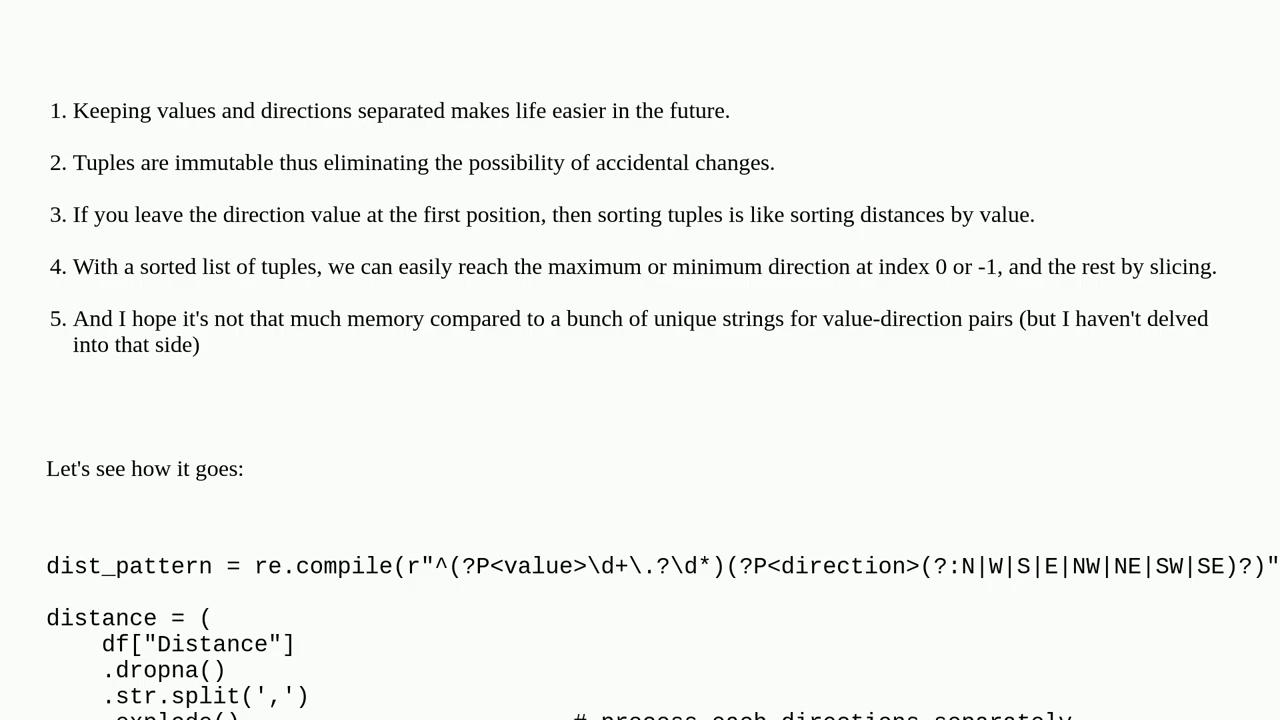 1. Keeping values and directions separated makes life easier in the future.
2. Tuples are immutable thus eliminating the possibility of accidental changes.
3. If you leave the direction value at the first position, then sorting tuples is like sorting distances by value.
4. With a sorted list of tuples, we can easily reach the maximum or minimum direction at index 0 or -1, and the rest by slicing.
5. And I hope it's not that much memory compared to a bunch of unique strings for value-direction pairs (but I haven't delved
into that side)
Let's see how it goes:
dist_pattern = re.compile(r"^(?P<value>\d+\.?\d*)(?P<direction>(?:N|W|S|E|NW|NE|SW|SE)?)"
distance = (
    df["Distance"]
    .dropna()
    .str.split(',')
    .explode()                        # process each directions separately